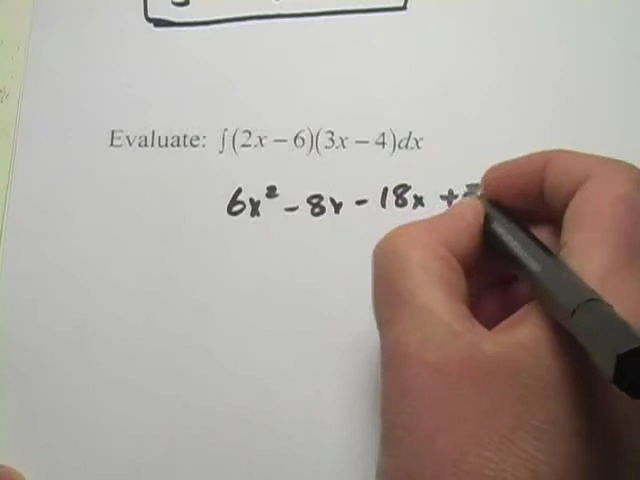 Evaluate: ∫(2x − 6)(3x − 4)dx
6x² - 8x - 18x +